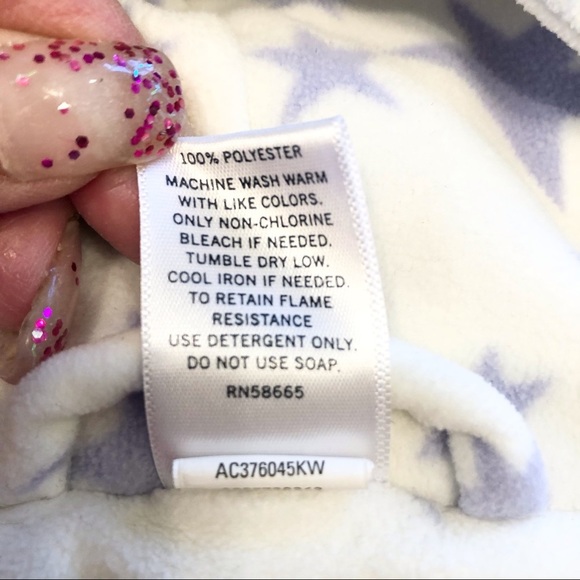 100% POLYESTER
MACHINE WASH WARM
WITH LIKE COLORS.
ONLY NON-CHLORINE
BLEACH IF NEEDED.
TUMBLE DRY LOW.
COOL IRON IF NEEDED.
TO RETAIN FLAME
RESISTANCE
USE DETERGENT ONLY.
DO NOT USE SOAP.
RN58665
AC376045KW